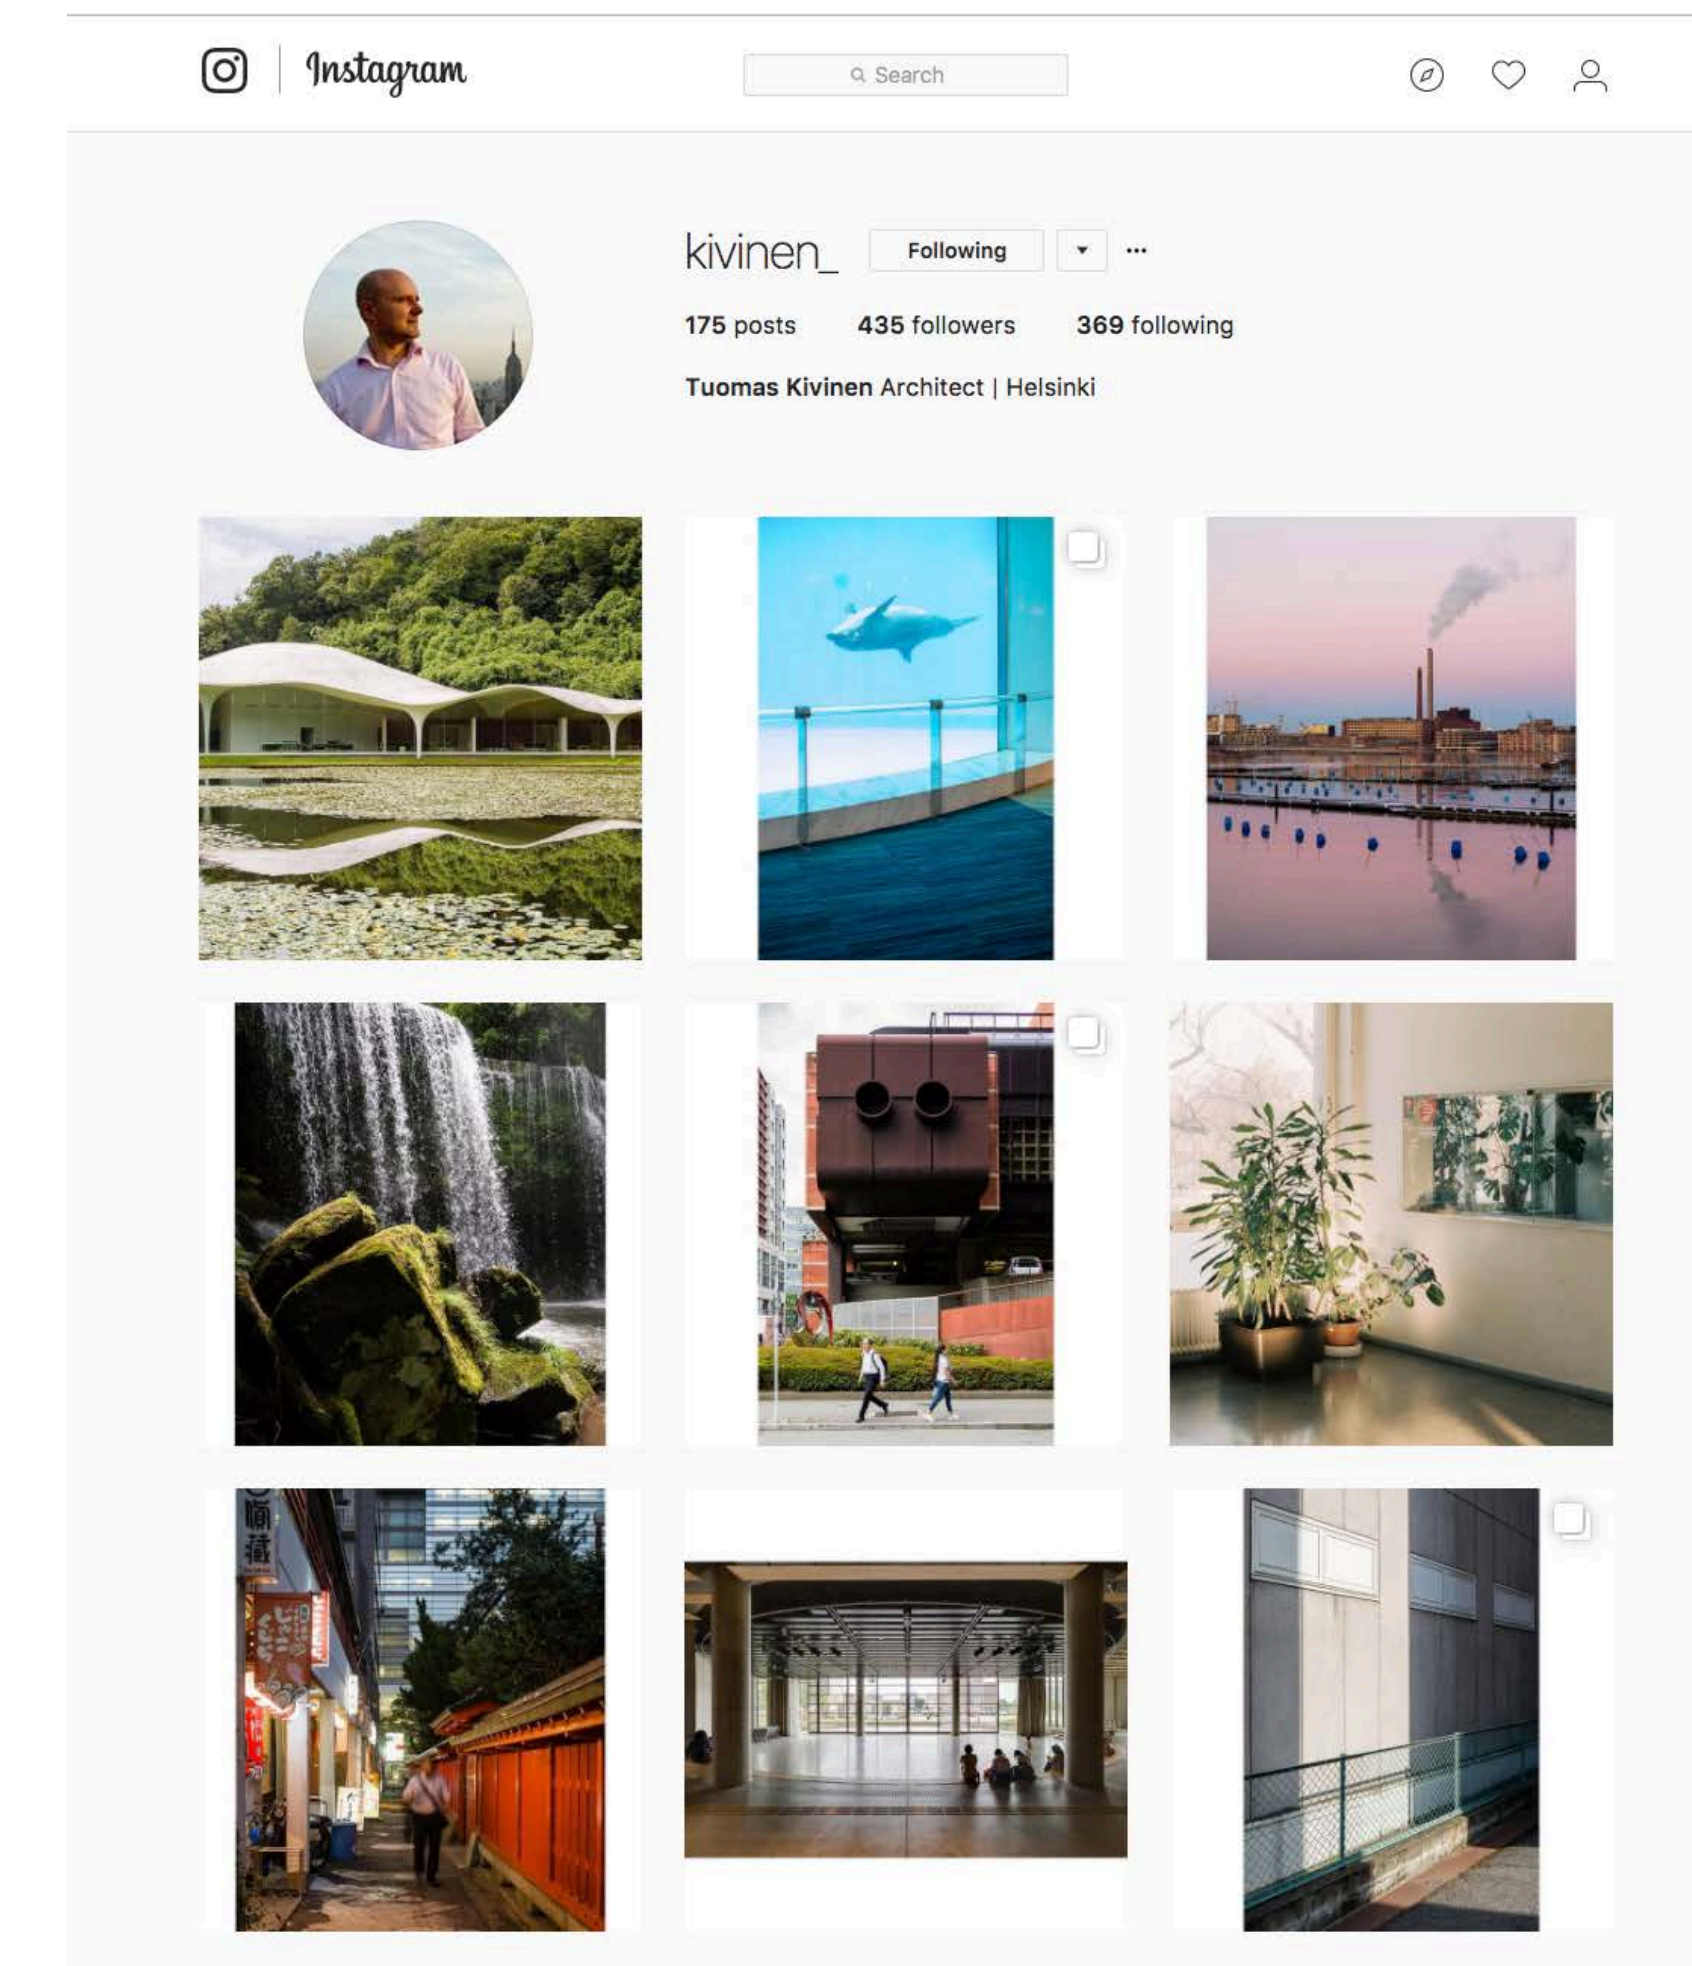 Instagram
Search
kivinen_ Following
175 posts 435 followers 369 following
Tuomas Kivinen Architect | Helsinki